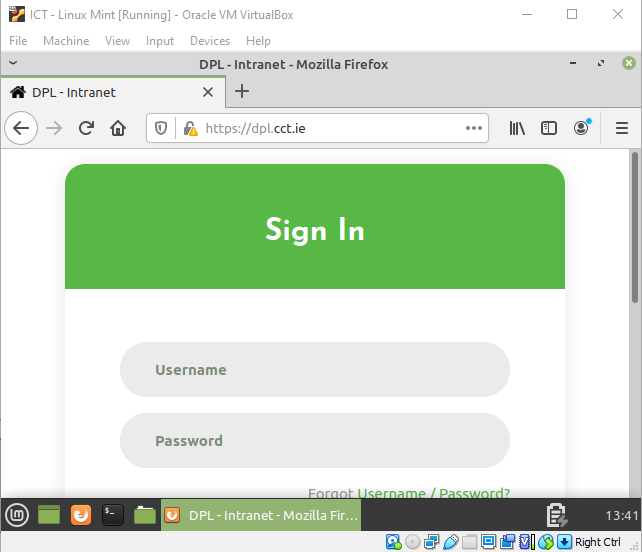 ICT - Linux Mint [Running] - Oracle VM VirtualBox
File Machine View Input Devices Help
DPL - Intranet - Mozilla Firefox
DPL - Intranet
https://dpl.cct.ie
Sign In
Username
Password
Forgot Username / Password?
DPL - Intranet - Mozilla Fir...
13:41
Right Ctrl